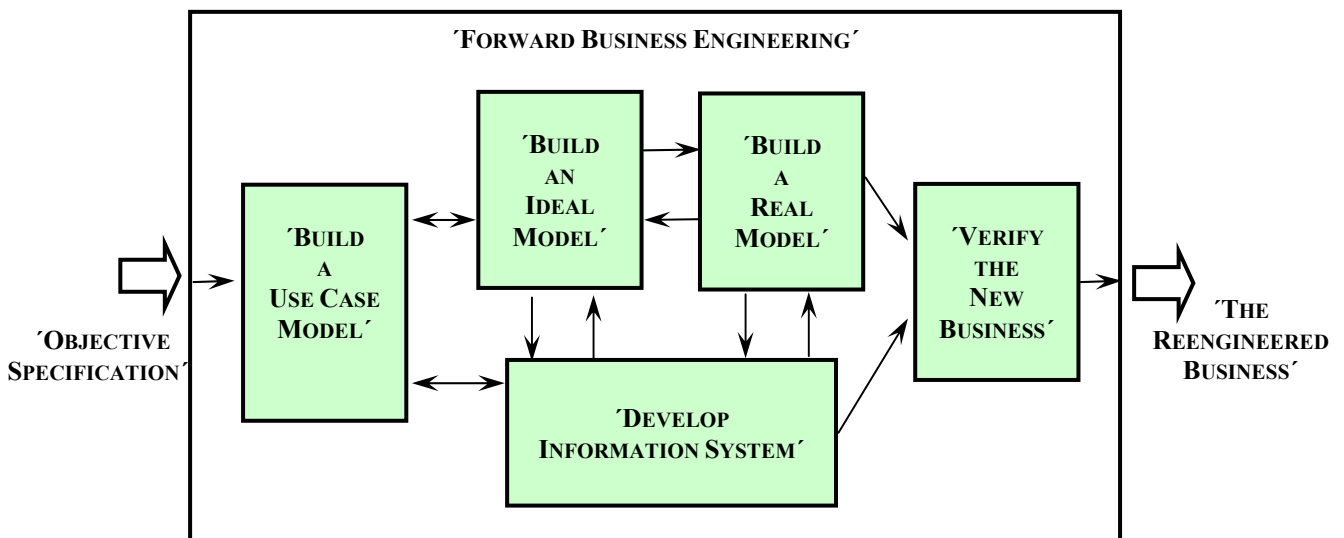 ´FORWARD BUSINESS ENGINEERING´
´BUILD
AN
IDEAL
MODEL´
´BUILD
A
REAL
MODEL´
´BUILD
A
USE CASE
MODEL´
´VERIFY
THE
NEW
BUSINESS´
´OBJECTIVE
SPECIFICATION´
´THE
REENGINEERED
BUSINESS´
´DEVELOP
INFORMATION SYSTEM´